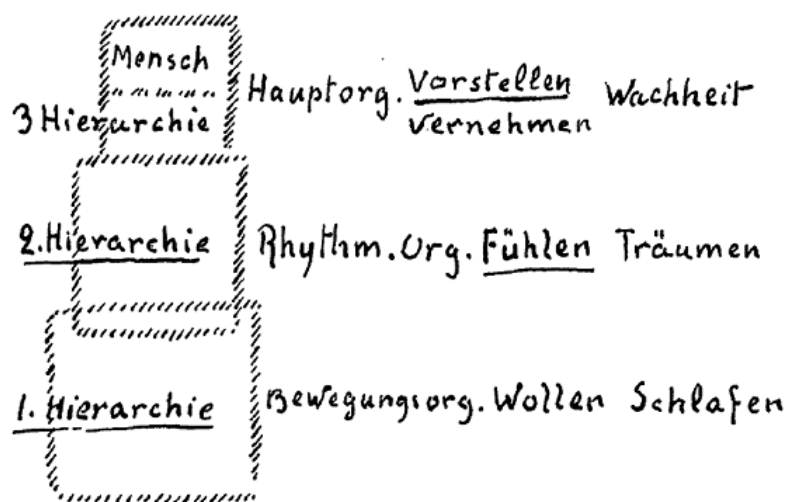 Mensch
3 Hierarchie Hauptorg. Vorstellen Wachheit
Vernehmen
2. Hierarchie Rhythm. Org. Fühlen Träumen
1. Hierarchie Bewegungsorg. Wollen Schlafen